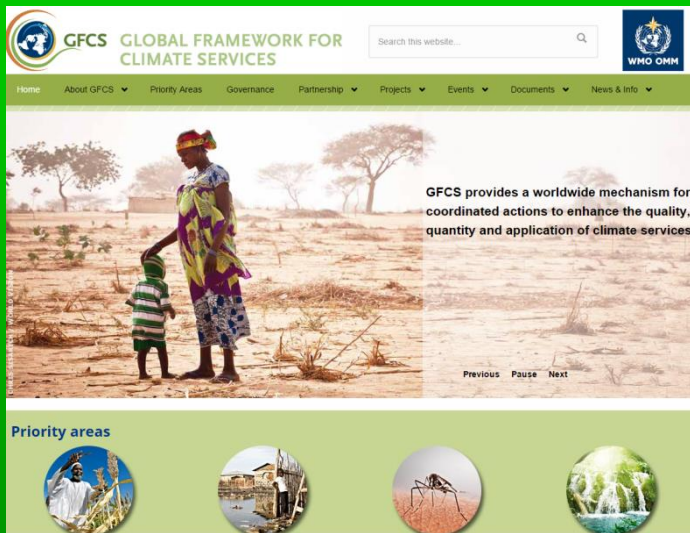 GFCS GLOBAL FRAMEWORK FOR
CLIMATE SERVICES
Search this website...
WMO OMM
Home About GFCS Priority Areas Governance Partnership Projects Events Documents News & Info
GFCS provides a worldwide mechanism for
coordinated actions to enhance the quality,
quantity and application of climate services
Previous Pause Next
Priority areas